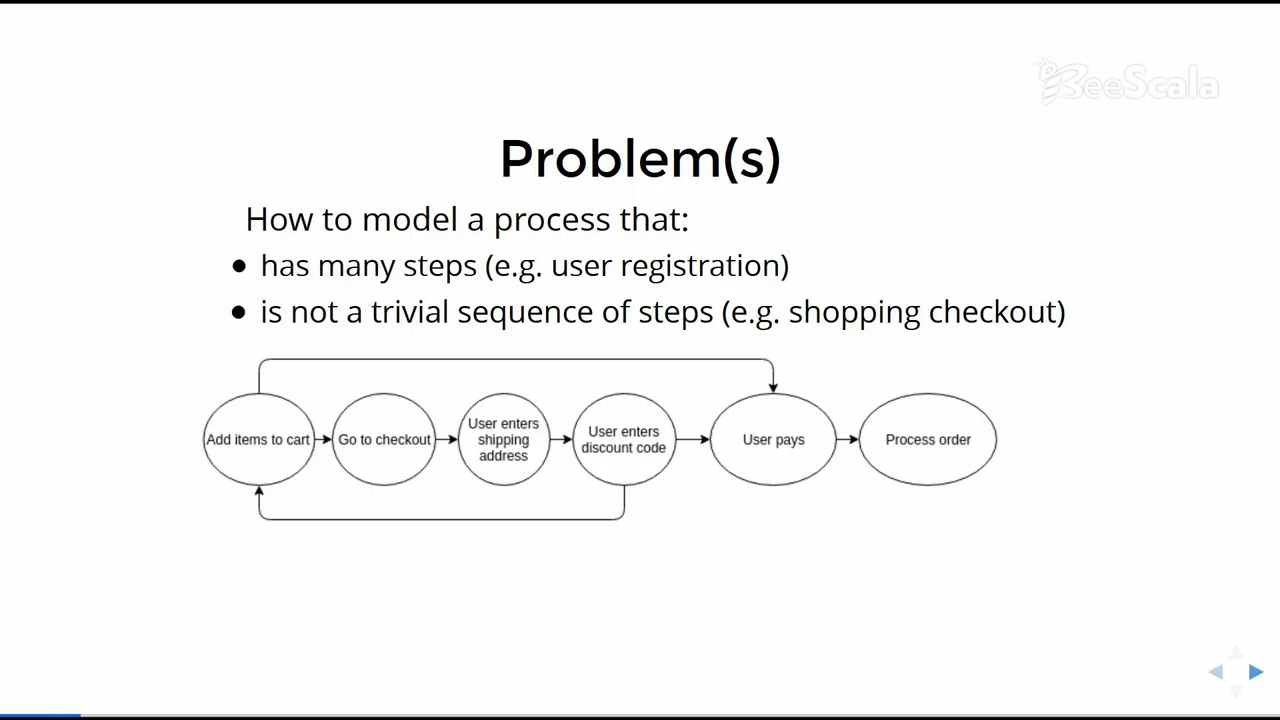 BeeScala
Problem(s)
How to model a process that:
has many steps (e.g. user registration)
is not a trivial sequence of steps (e.g. shopping checkout)
Add items to cart
Go to checkout
User enters
shipping
address
User enters
discount code
User pays
Process order